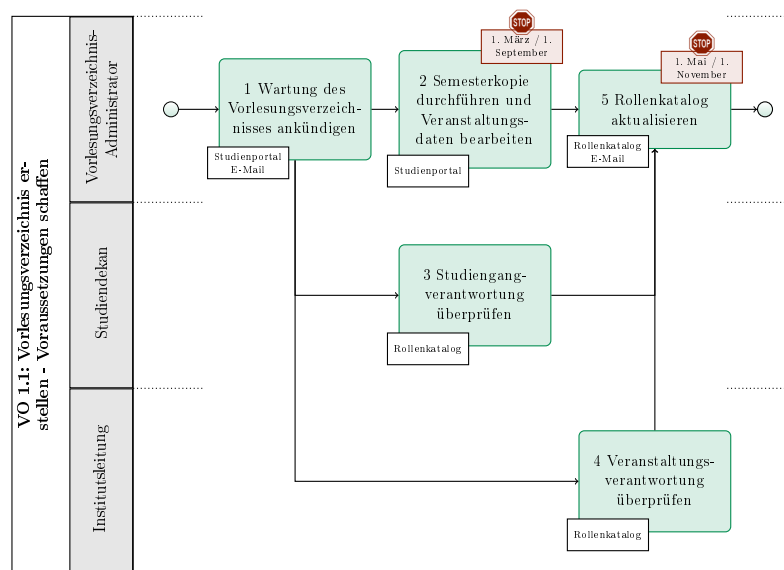 VO 1.1: Vorlesungsverzeichnis er-
stellen - Voraussetzungen schaffen
Vorlesungsverzeichnis-
Administrator
1 Wartung des
Vorlesungsverzeich-
nisses ankündigen
Studienportal
E-Mail
STOP
1. März / 1.
September
2 Semesterkopie
durchführen und
Veranstaltungs-
daten bearbeiten
Studienportal
STOP
1. Mai / 1.
November
5 Rollenkatalog
aktualisieren
Rollenkatalog
E-Mail
Studiendekan
3 Studiengang-
verantwortung
überprüfen
Rollenkatalog
Institutsleitung
4 Veranstaltungs-
verantwortung
überprüfen
Rollenkatalog